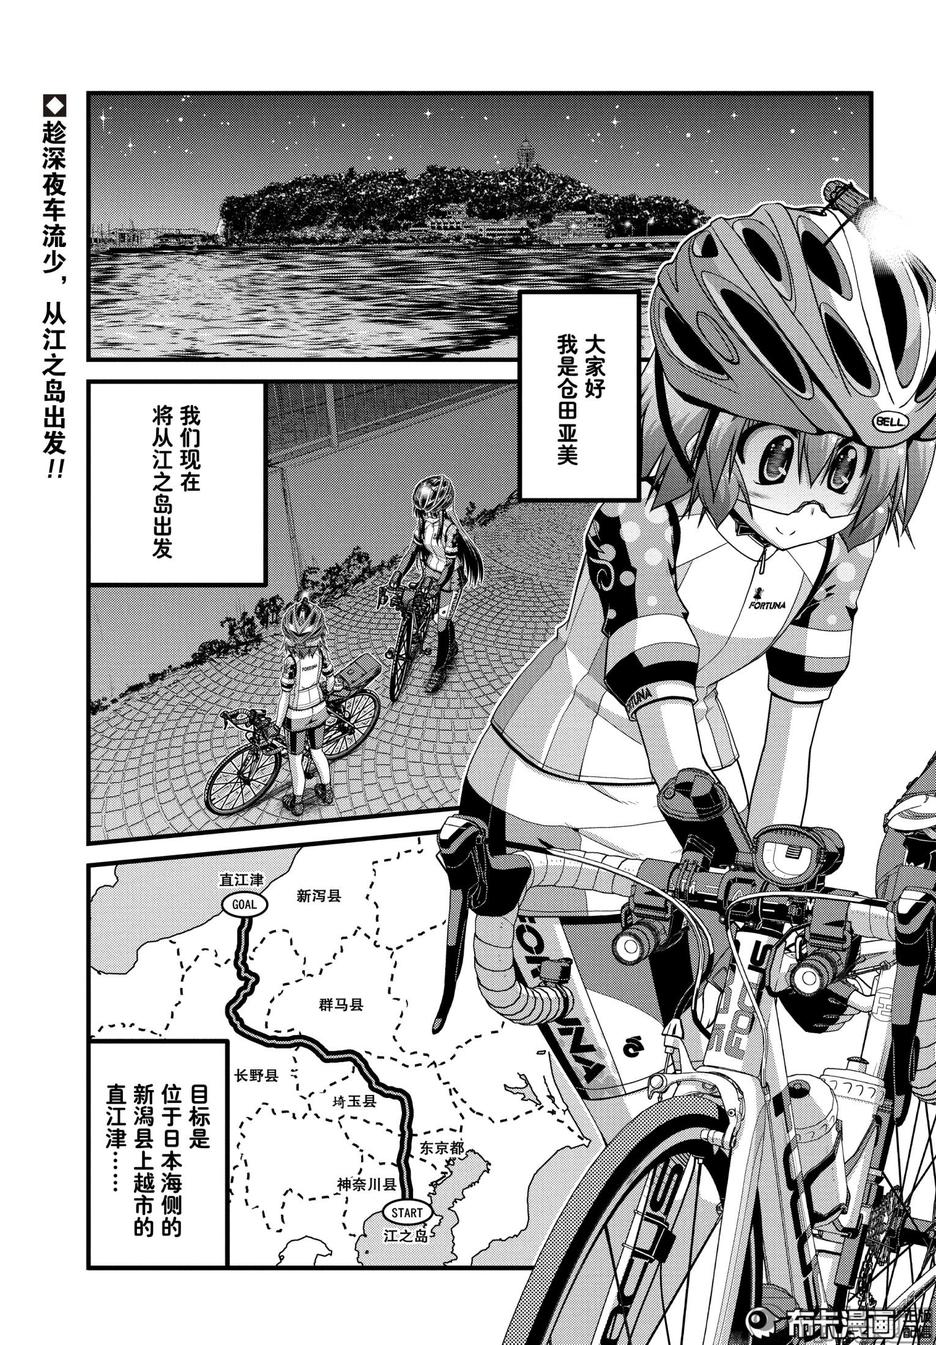 ◆趁深夜车流少，从江之岛出发!!
大家好
我是仓田亚美
BELL
我们现在
将从江之岛出发
FORTUNA
FORTUNA
FORTUNA
直江津
GOAL
新泻县
群马县
长野县
埼玉县
东京都
神奈川县
START
江之岛
目标是
位于日本海侧的
新潟县上越市的
直江津……
FOCUS
布卡漫画